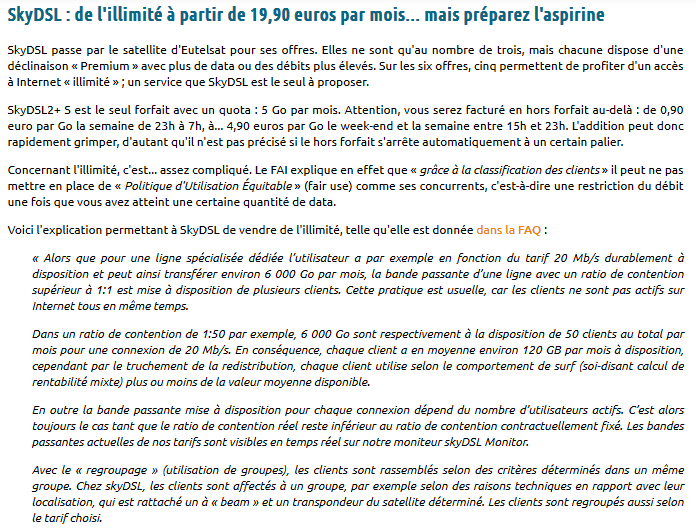 SkyDSL : de l'illimité à partir de 19,90 euros par mois... mais préparez l'aspirine
SkyDSL passe par le satellite d'Eutelsat pour ses offres. Elles ne sont qu'au nombre de trois, mais chacune dispose d'une
déclinaison « Premium » avec plus de data ou des débits plus élevés. Sur les six offres, cinq permettent de profiter d'un accès
à Internet « illimité » ; un service que SkyDSL est le seul à proposer.
SkyDSL2+ S est le seul forfait avec un quota : 5 Go par mois. Attention, vous serez facturé en hors forfait au-delà : de 0,90
euro par Go la semaine de 23h à 7h, à... 4,90 euros par Go le week-end et la semaine entre 15h et 23h. L'addition peut donc
rapidement grimper, d'autant qu'il n'est pas précisé si le hors forfait s'arrête automatiquement à un certain palier.
Concernant l'illimité, c'est... assez compliqué. Le FAI explique en effet que « grâce à la classification des clients » il peut ne pas
mettre en place de « Politique d'Utilisation Équitable » (fair use) comme ses concurrents, c'est-à-dire une restriction du débit
une fois que vous avez atteint une certaine quantité de data.
Voici l'explication permettant à SkyDSL de vendre de l'illimité, telle qu'elle est donnée dans la FAQ :
« Alors que pour une ligne spécialisée dédiée l'utilisateur a par exemple en fonction du tarif 20 Mb/s durablement à
disposition et peut ainsi transférer environ 6 000 Go par mois, la bande passante d'une ligne avec un ratio de contention
supérieur à 1:1 est mise à disposition de plusieurs clients. Cette pratique est usuelle, car les clients ne sont pas actifs sur
Internet tous en même temps.
Dans un ratio de contention de 1:50 par exemple, 6 000 Go sont respectivement à la disposition de 50 clients au total par
mois pour une connexion de 20 Mb/s. En conséquence, chaque client a en moyenne environ 120 GB par mois à disposition,
cependant par le truchement de la redistribution, chaque client utilise selon le comportement de surf (soi-disant calcul de
rentabilité mixte) plus ou moins de la valeur moyenne disponible.
En outre la bande passante mise à disposition pour chaque connexion dépend du nombre d'utilisateurs actifs. C'est alors
toujours le cas tant que le ratio de contention réel reste inférieur au ratio de contention contractuellement fixé. Les bandes
passantes actuelles de nos tarifs sont visibles en temps réel sur notre moniteur skyDSL Monitor.
Avec le « regroupage » (utilisation de groupes), les clients sont rassemblés selon des critères déterminés dans un même
groupe. Chez skyDSL, les clients sont affectés à un groupe, par exemple selon des raisons techniques en rapport avec leur
localisation, qui est rattaché un à « beam » et un transpondeur du satellite déterminé. Les clients sont regroupés aussi selon
le tarif choisi.